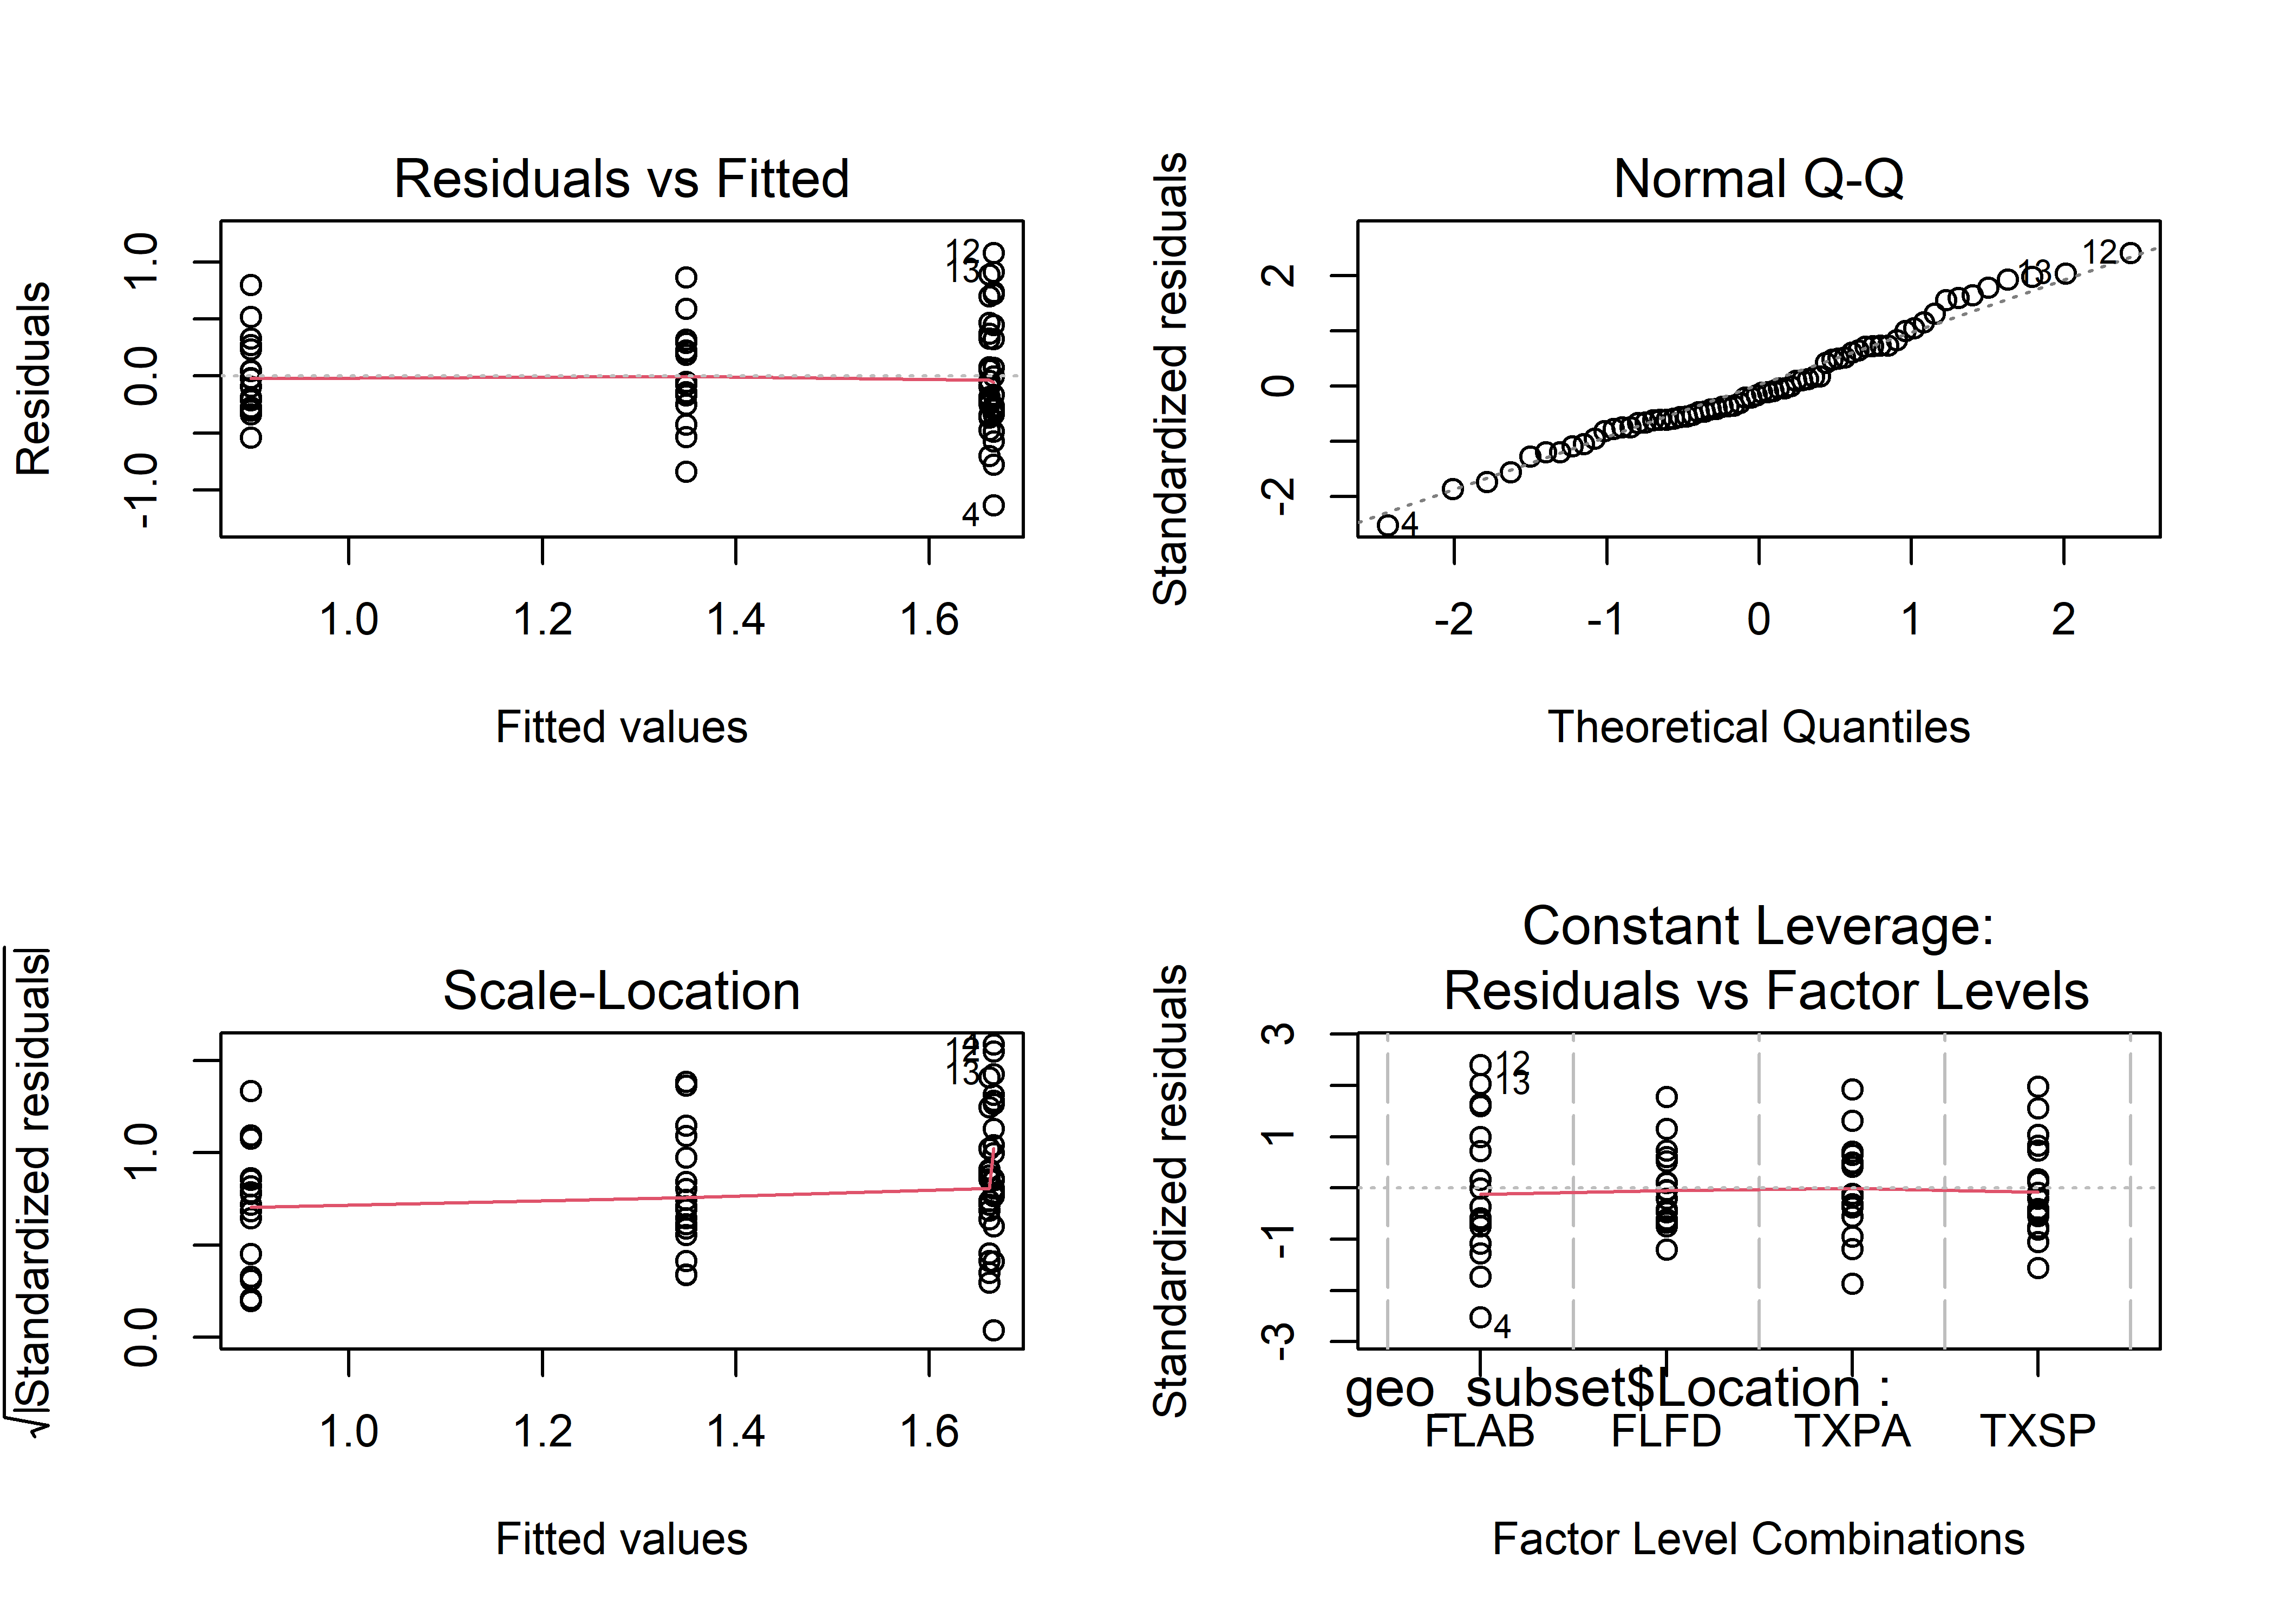 Residuals vs Fitted
Residuals
1.0
0.0
-1.0
12
13
4
1.0 1.2 1.4 1.6
Fitted values
Normal Q-Q
Standardized residuals
2
0
-2
12
13
4
-2 -1 0 1 2
Theoretical Quantiles
Scale-Location
√|Standardized residuals|
1.0
0.0
4
12
13
1.0 1.2 1.4 1.6
Fitted values
Constant Leverage:
Residuals vs Factor Levels
Standardized residuals
3
1
-1
-3
12
13
4
geo_subset$Location :
FLAB FLFD TXPA TXSP
Factor Level Combinations